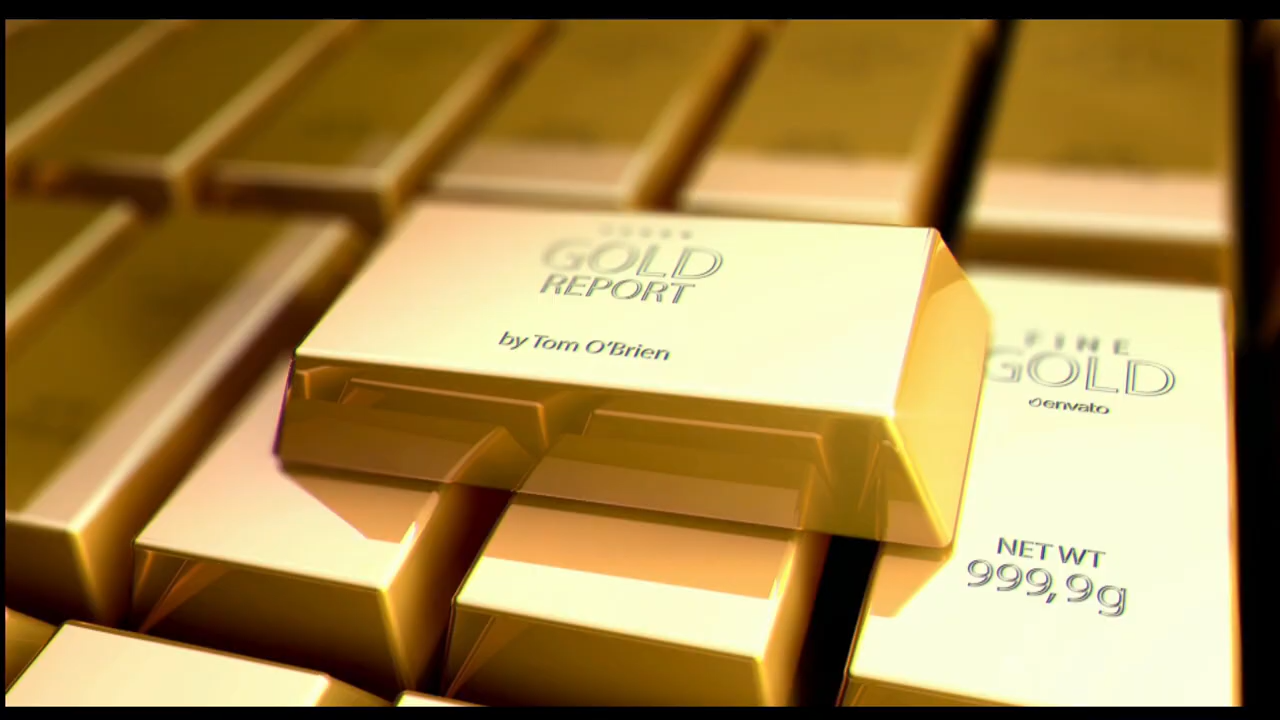 GOLD
REPORT
by Tom O'Brien
FINE
GOLD
envato
NET WT
999,9g